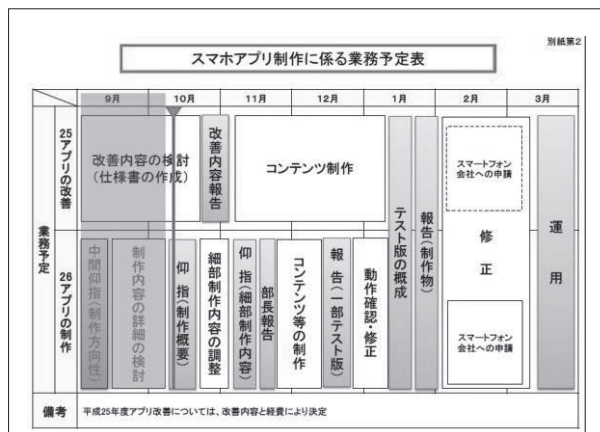 別紙第2
スマホアプリ制作に係る業務予定表
9月
10月
11月
12月
1月
2月
3月
業務予定
25アプリの改善
改善内容の検討
(仕様書の作成)
改善内容報告
コンテンツ制作
テスト版の概成
報告(制作物)
スマートフォン
会社への申請
修正
運用
26アプリの制作
中間仰指(制作方向性)
制作内容の詳細の検討
仰指(制作概要)
細部制作内容の調整
仰指(細部制作内容)
部長報告
コンテンツ等の制作
報告(一部テスト版)
動作確認・修正
スマートフォン
会社への申請
備考
平成25年度アプリ改善については、改善内容と経費により決定